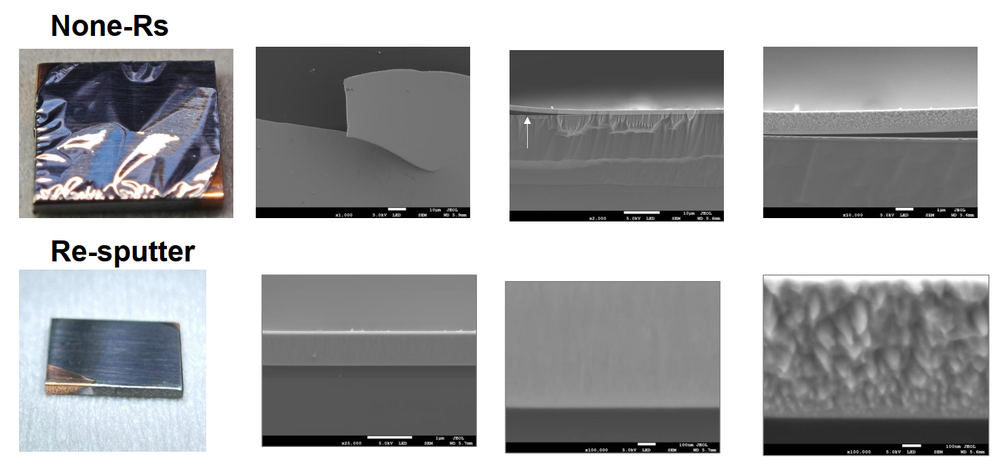 None-Rs
10µm JEOL
x1,000 5.0kV LED SEM WD 5.9mm
10µm JEOL
x2,000 5.0kV LED SEM WD 5.6mm
1µm JEOL
x10,000 5.0kV LED SEM WD 5.6mm
Re-sputter
1µm JEOL
x25,000 5.0kV LED SEM WD 5.7mm
100nm JEOL
x100,000 5.0kV LED SEM WD 5.7mm
100nm JEOL
x100,000 5.0kV LED SEM WD 5.6mm